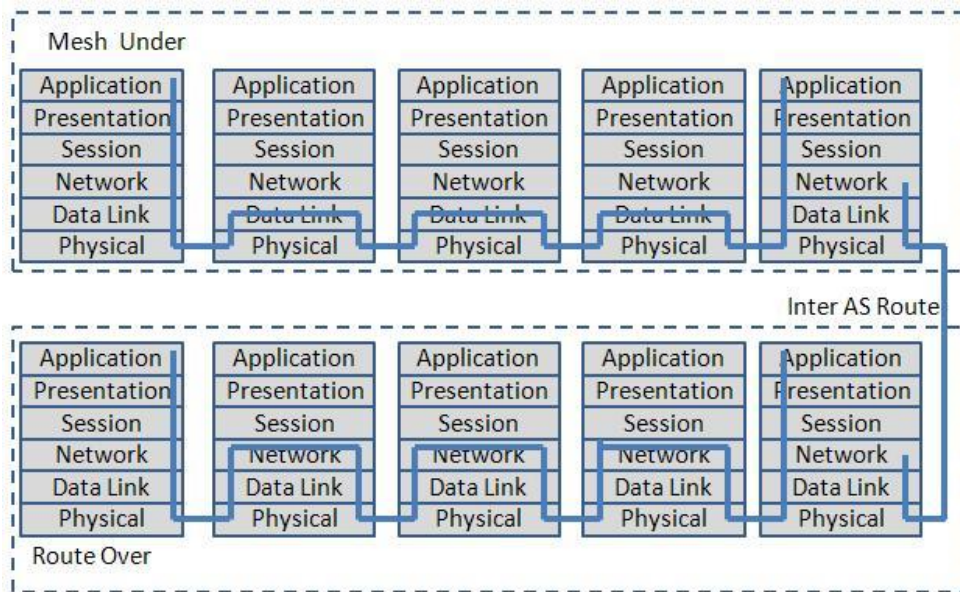 Mesh Under
Application Application Application Application Application
Presentation Presentation Presentation Presentation Presentation
Session Session Session Session Session
Network Network Network Network Network
Data Link Data Link Data Link Data Link Data Link
Physical Physical Physical Physical Physical
Inter AS Route
Application Application Application Application Application
Presentation Presentation Presentation Presentation Presentation
Session Session Session Session Session
Network Network Network Network Network
Data Link Data Link Data Link Data Link Data Link
Physical Physical Physical Physical Physical
Route Over